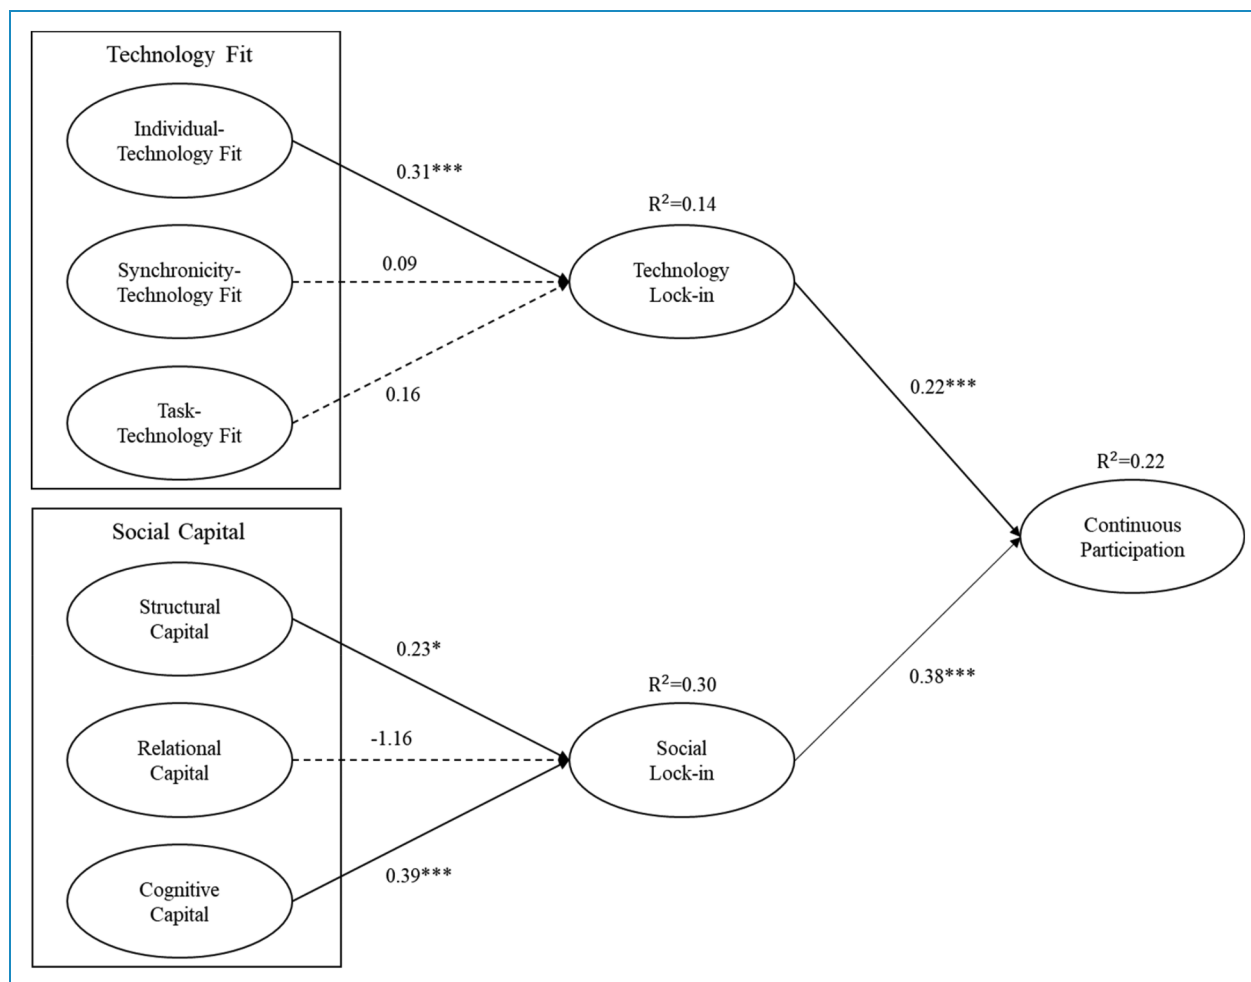 Technology Fit
Individual-
Technology Fit
0.31***
Synchronicity-
Technology Fit
0.09
Task-
Technology Fit
0.16
R²=0.14
Technology
Lock-in
0.22***
R²=0.22
Continuous
Participation
Social Capital
Structural
Capital
0.23*
Relational
Capital
-1.16
Cognitive
Capital
0.39***
R²=0.30
Social
Lock-in
0.38***